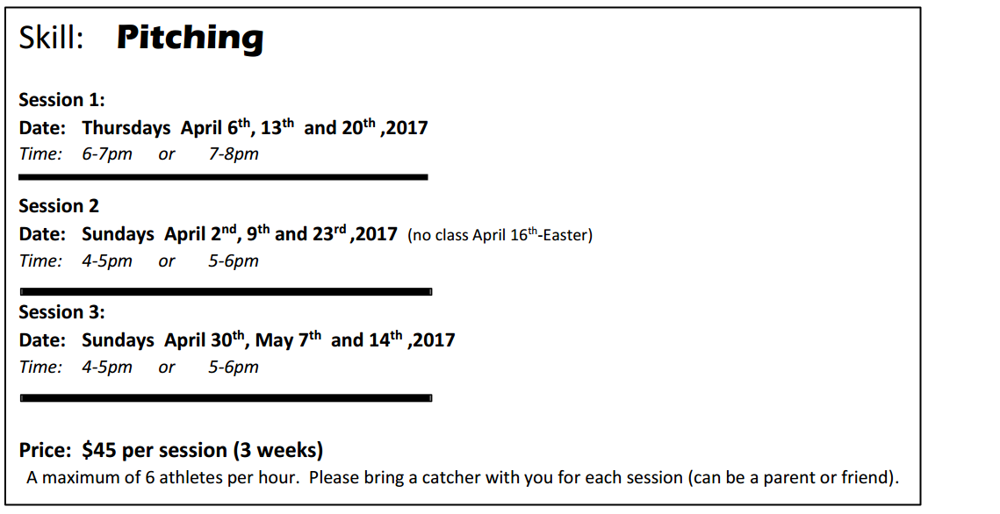 Skill: Pitching
Session 1:
Date: Thursdays April 6th, 13th and 20th ,2017
Time: 6-7pm or 7-8pm
Session 2
Date: Sundays April 2nd, 9th and 23rd ,2017 (no class April 16th-Easter)
Time: 4-5pm or 5-6pm
Session 3:
Date: Sundays April 30th, May 7th and 14th ,2017
Time: 4-5pm or 5-6pm
Price: $45 per session (3 weeks)
A maximum of 6 athletes per hour. Please bring a catcher with you for each session (can be a parent or friend).